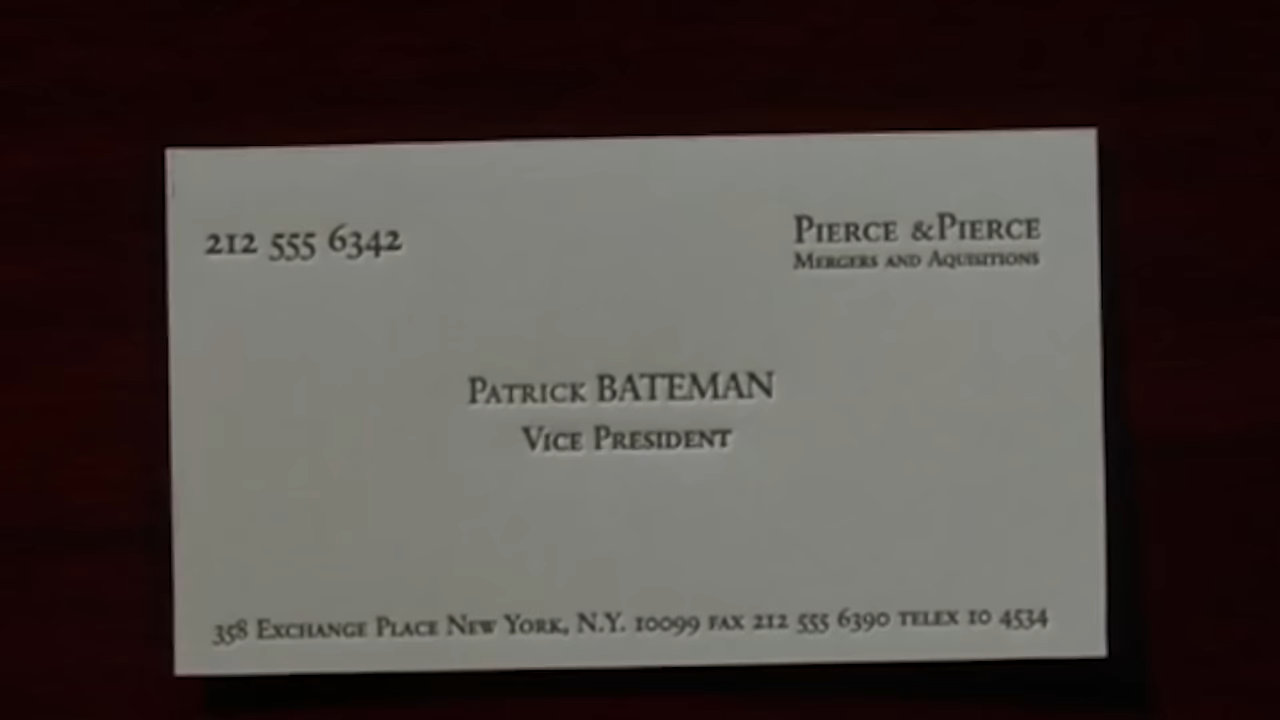 212 555 6342
PIERCE &PIERCE
MERGERS AND AQUISITIONS
PATRICK BATEMAN
VICE PRESIDENT
358 EXCHANGE PLACE NEW YORK, N.Y. 10099 FAX 212 555 6390 TELEX 10 4534